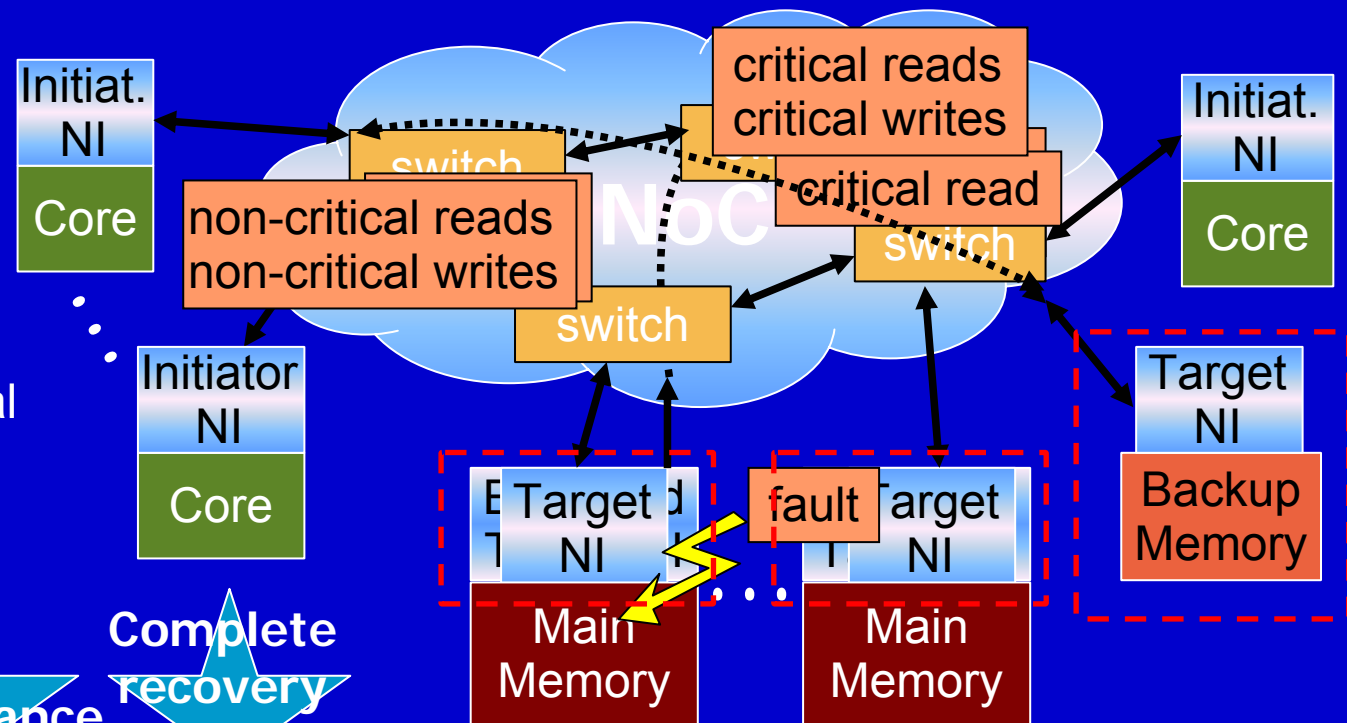 Initiat.
NI
Core
critical reads
critical writes
critical read
switch
non-critical reads
non-critical writes
NoC
switch
switch
Initiat.
NI
Core
Initiator
NI
Core
Target
NI
Main
Memory
fault
Target
NI
Main
Memory
Target
NI
Backup
Memory
Complete
recovery